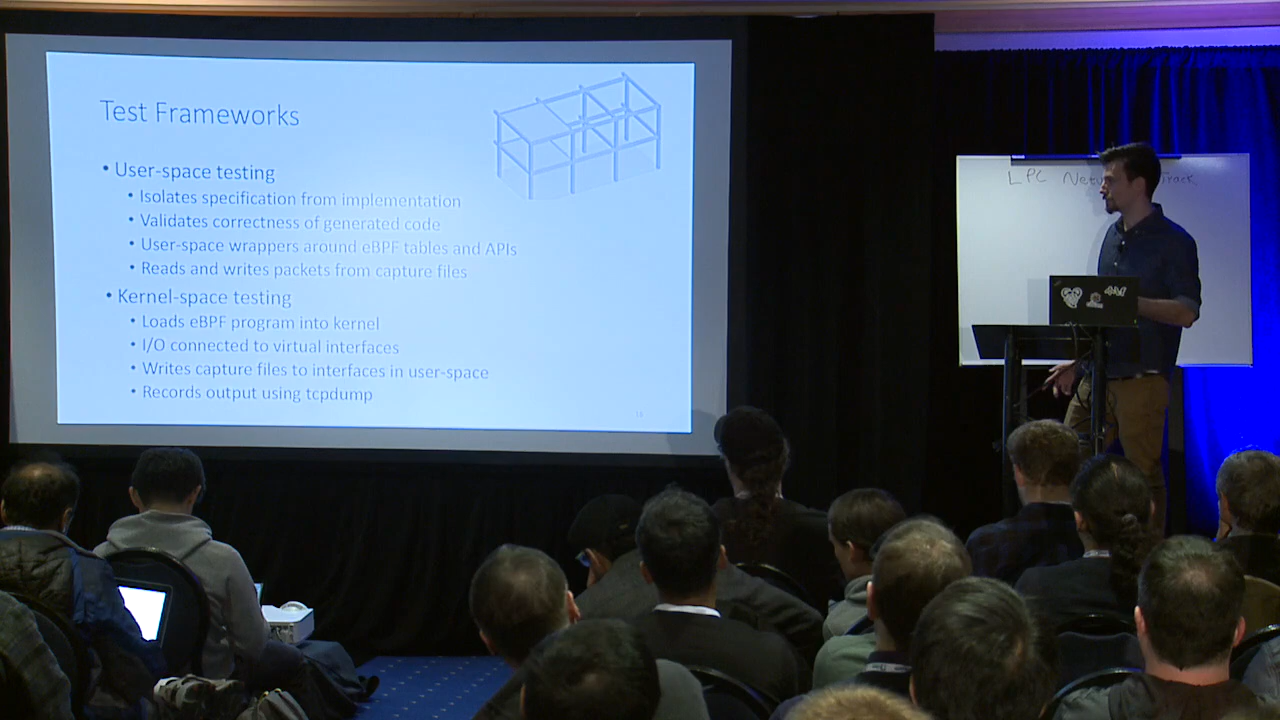 Test Frameworks
• User-space testing
• Isolates specification from implementation
• Validates correctness of generated code
• User-space wrappers around eBPF tables and APIs
• Reads and writes packets from capture files
• Kernel-space testing
• Loads eBPF program into kernel
• I/O connected to virtual interfaces
• Writes capture files to interfaces in user-space
• Records output using tcpdump
LPC Netw Track